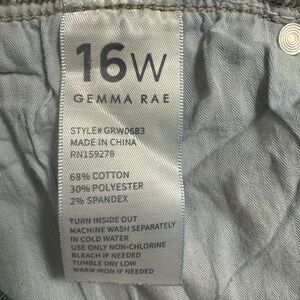 16W
GEMMA RAE
STYLE# GRW05B3
MADE IN CHINA
RN159278
68% COTTON
30% POLYESTER
2% SPANDEX
TURN INSIDE OUT
MACHINE WASH SEPARATELY
IN COLD WATER
USE ONLY NON-CHLORINE
BLEACH IF NEEDED
TUMBLE DRY LOW
WARM IRON IF NEEDED